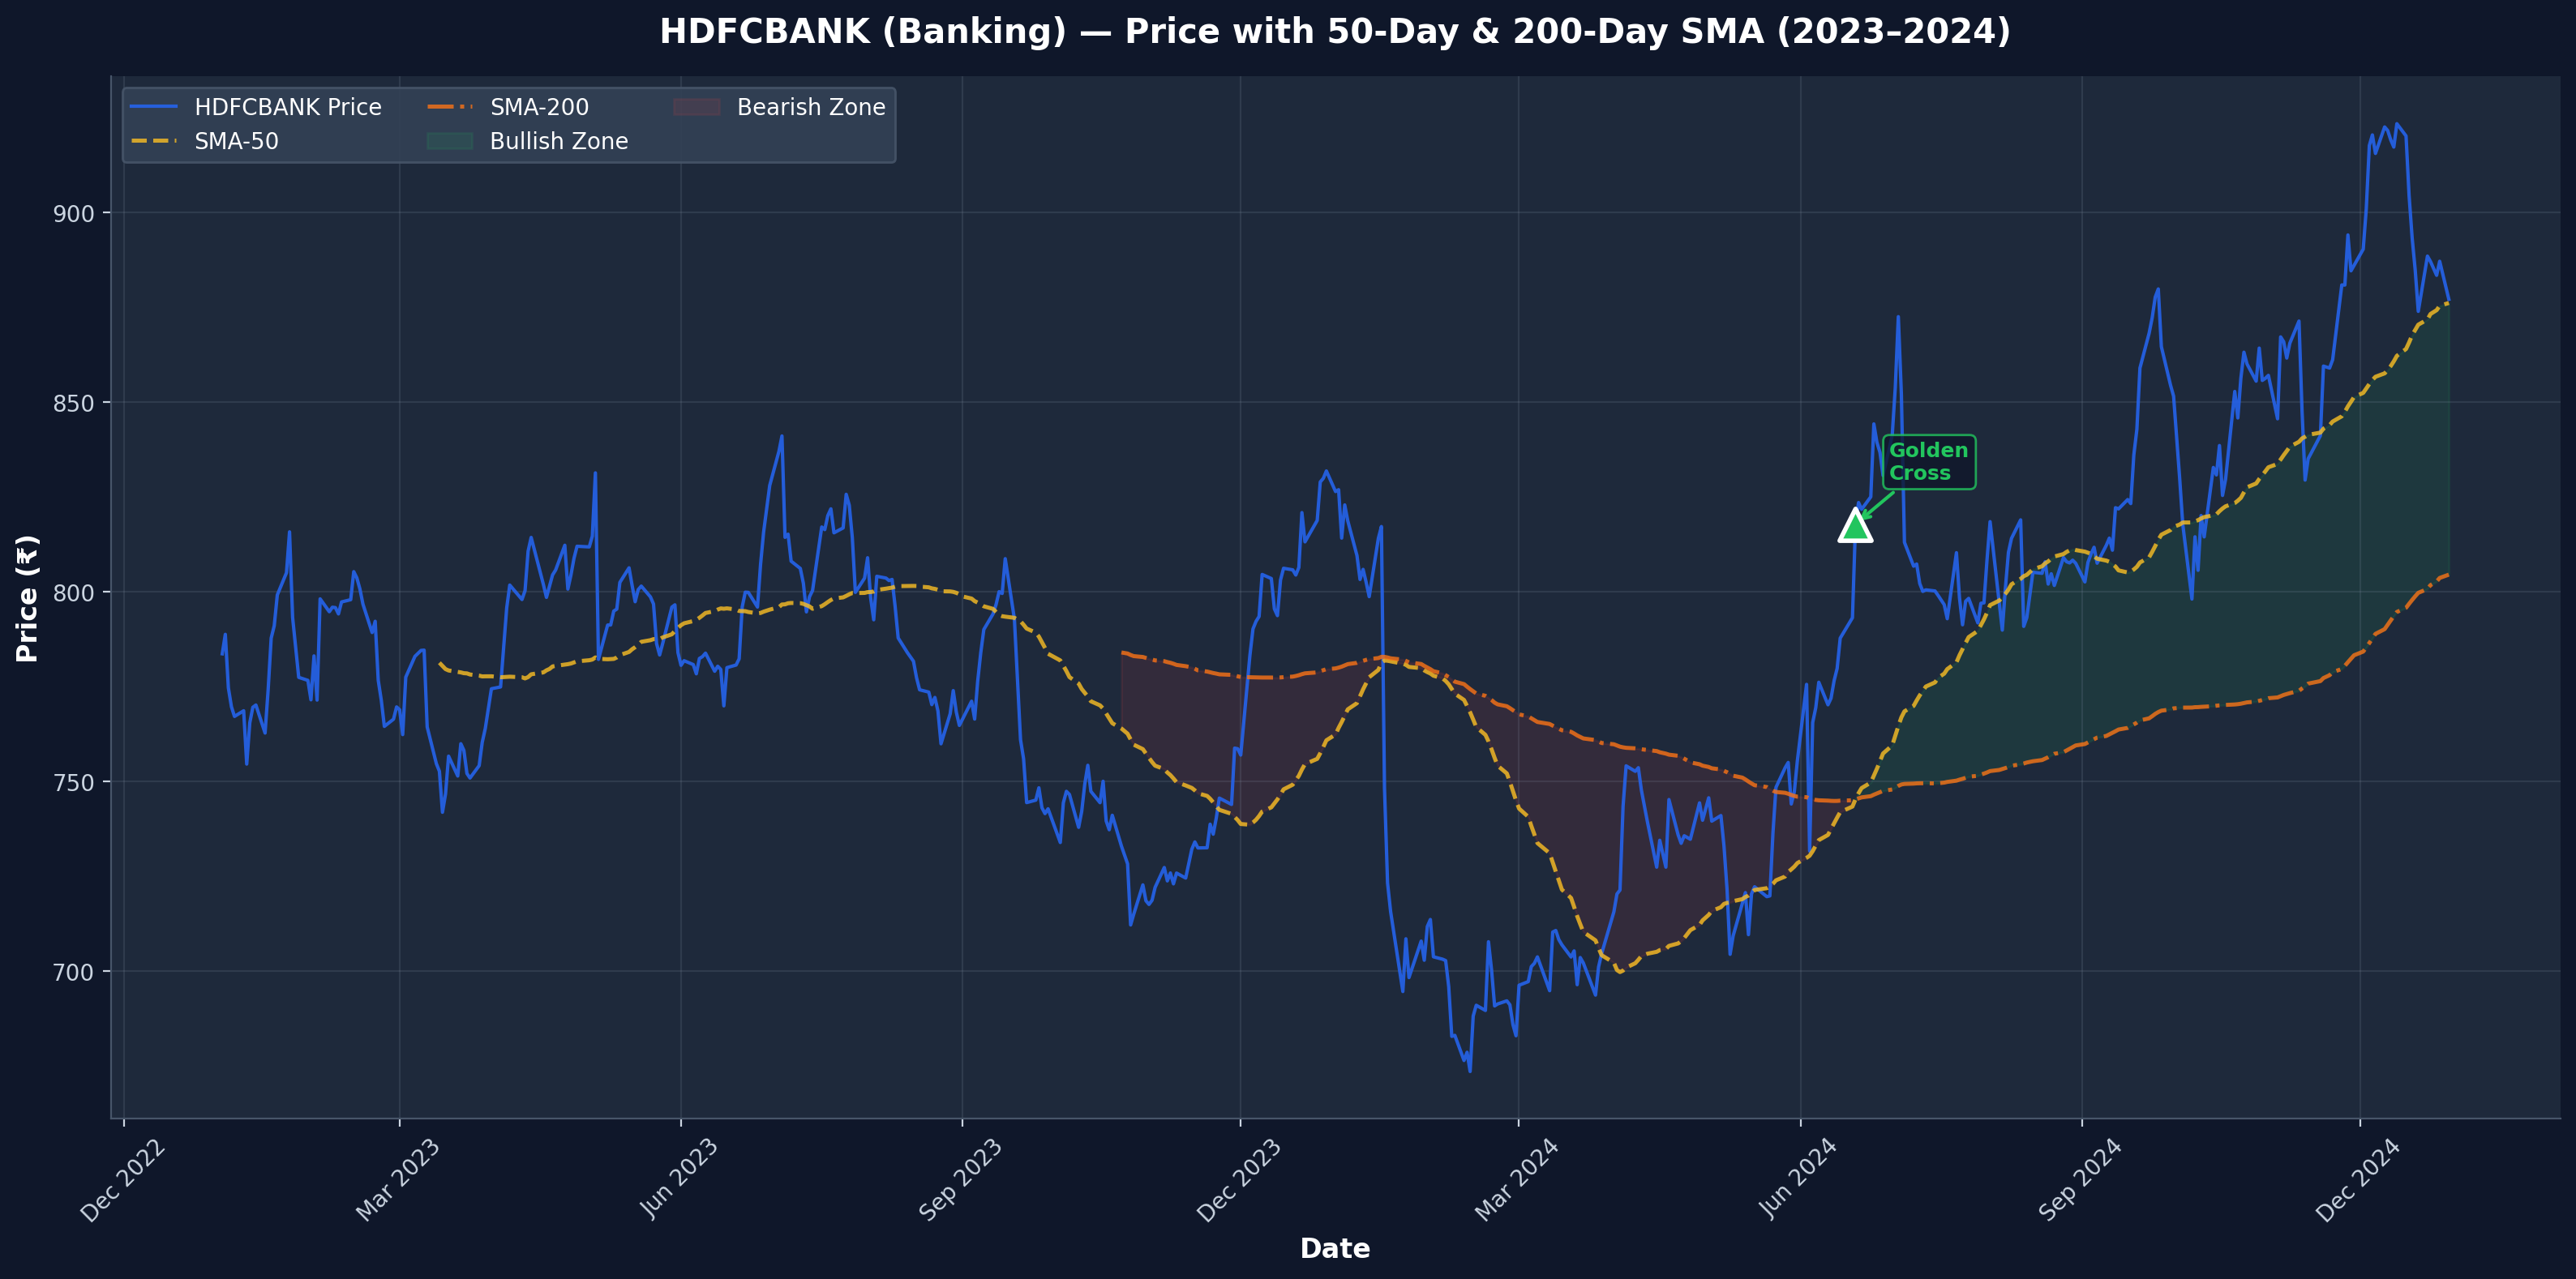 HDFCBANK (Banking) — Price with 50-Day & 200-Day SMA (2023–2024)
HDFCBANK Price
SMA-50
SMA-200
Bullish Zone
Bearish Zone
Price (₹)
900
850
800
750
700
Golden
Cross
Dec 2022
Mar 2023
Jun 2023
Sep 2023
Dec 2023
Mar 2024
Jun 2024
Sep 2024
Dec 2024
Date